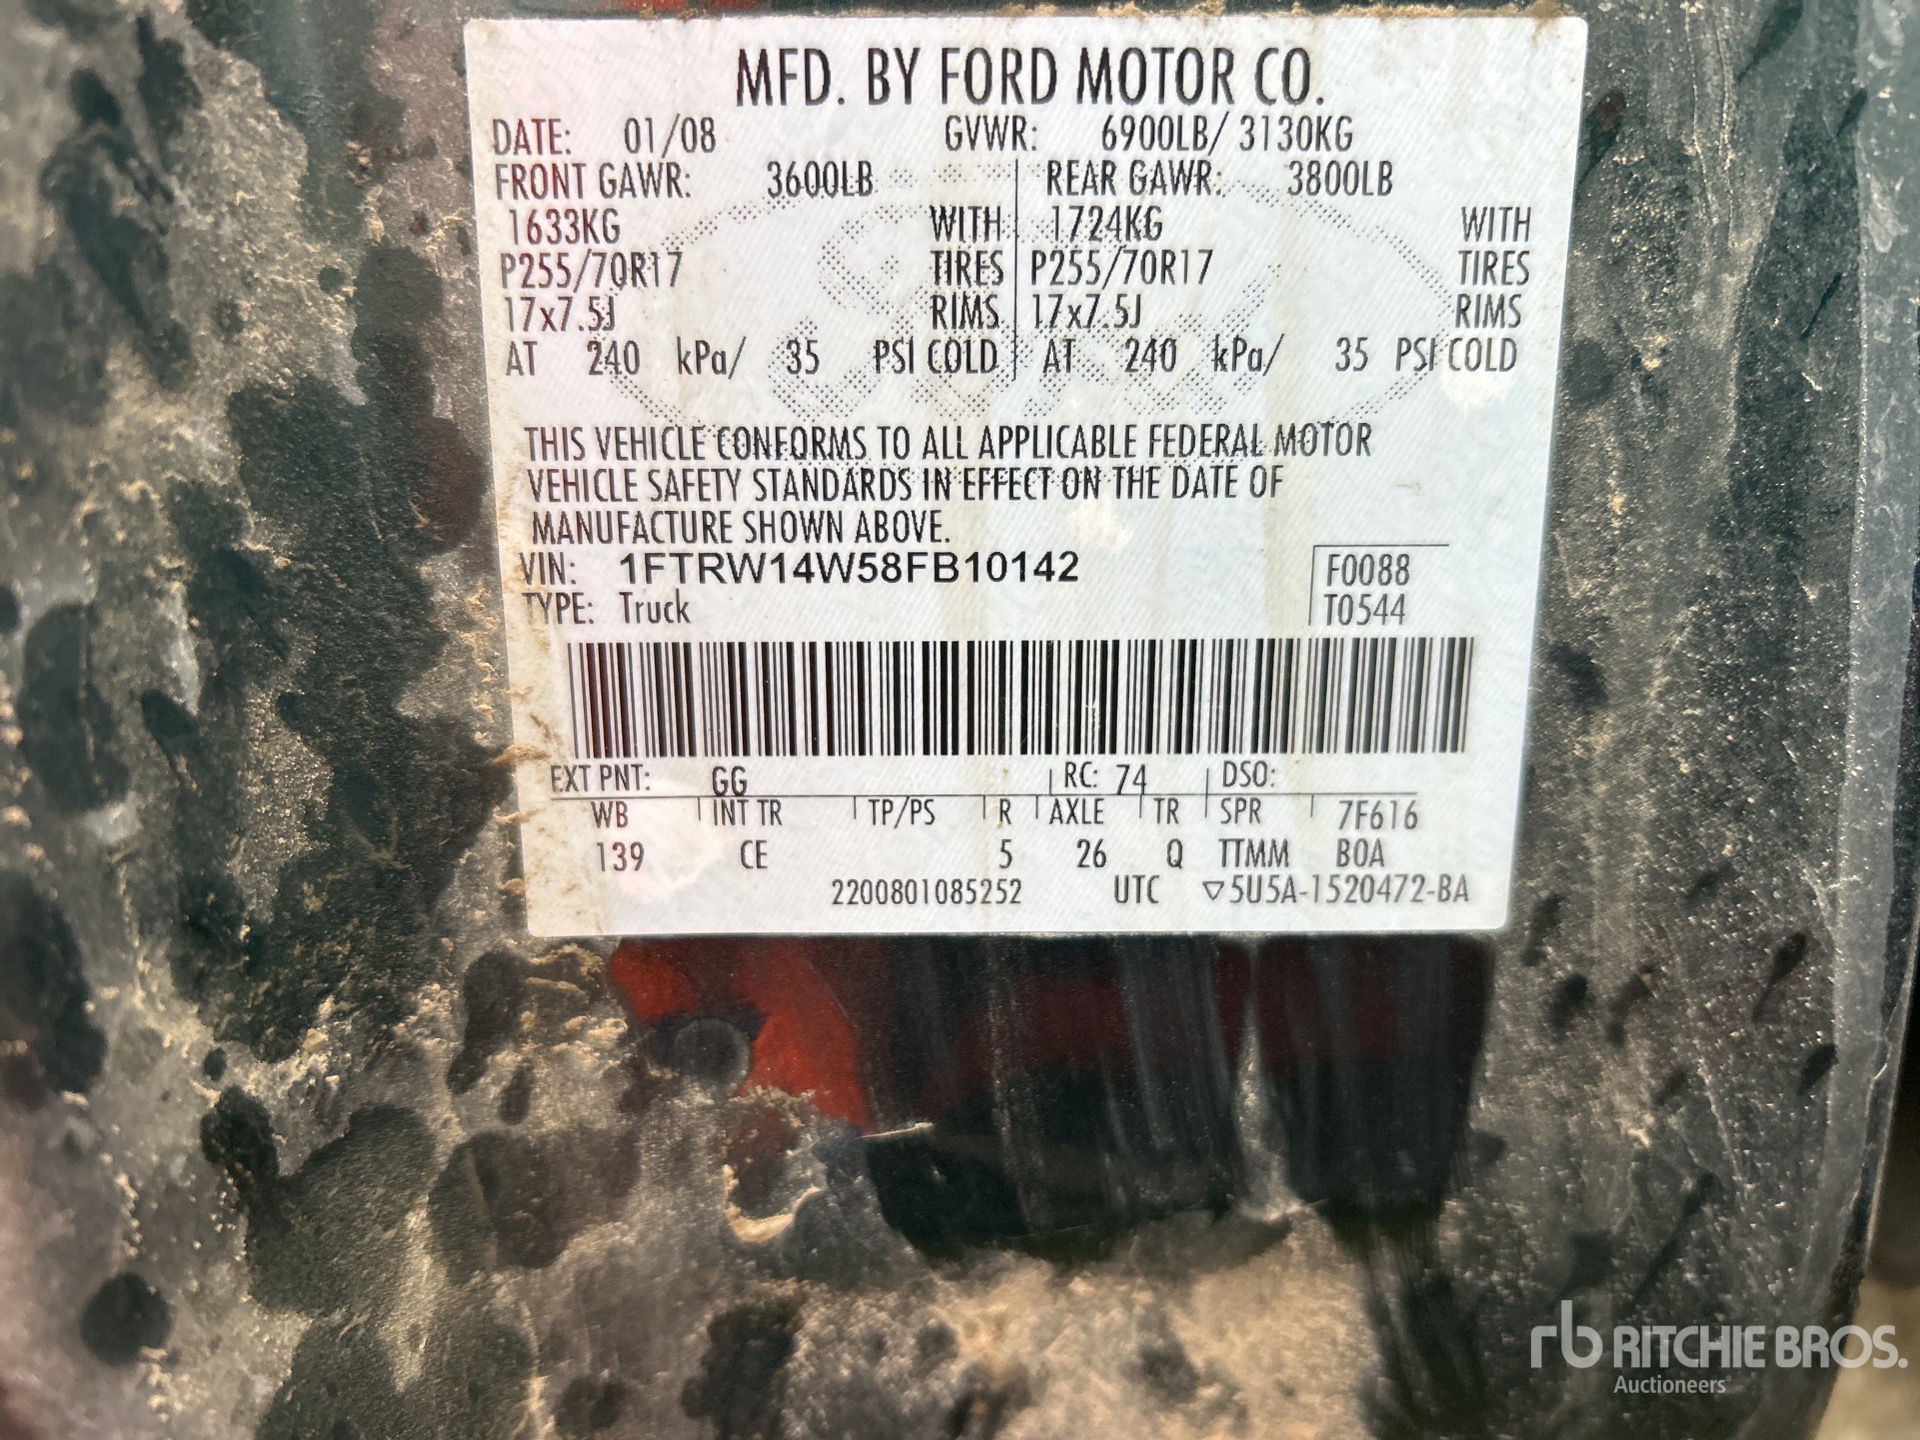 MFD. BY FORD MOTOR CO.
DATE: 01/08 GVWR: 6900LB/ 3130KG
FRONT GAWR: 3600LB REAR GAWR: 3800LB
1633KG WITH 1724KG WITH
P255/70R17 TIRES P255/70R17 TIRES
17x7.5J RIMS 17x7.5J RIMS
AT 240 kPa/ 35 PSI COLD AT 240 kPa/ 35 PSI COLD
THIS VEHICLE CONFORMS TO ALL APPLICABLE FEDERAL MOTOR
VEHICLE SAFETY STANDARDS IN EFFECT ON THE DATE OF
MANUFACTURE SHOWN ABOVE.
VIN: 1FTRW14W58FB10142 F0088
TYPE: Truck T0544
EXT PNT: GG RC: 74 DSO:
WB INT TR TP/PS R AXLE TR SPR 7F616
139 CE 5 26 Q TTMM BOA
2200801085252 UTC ▽5U5A-1520472-BA
rb RITCHIE BROS.
Auctioneers